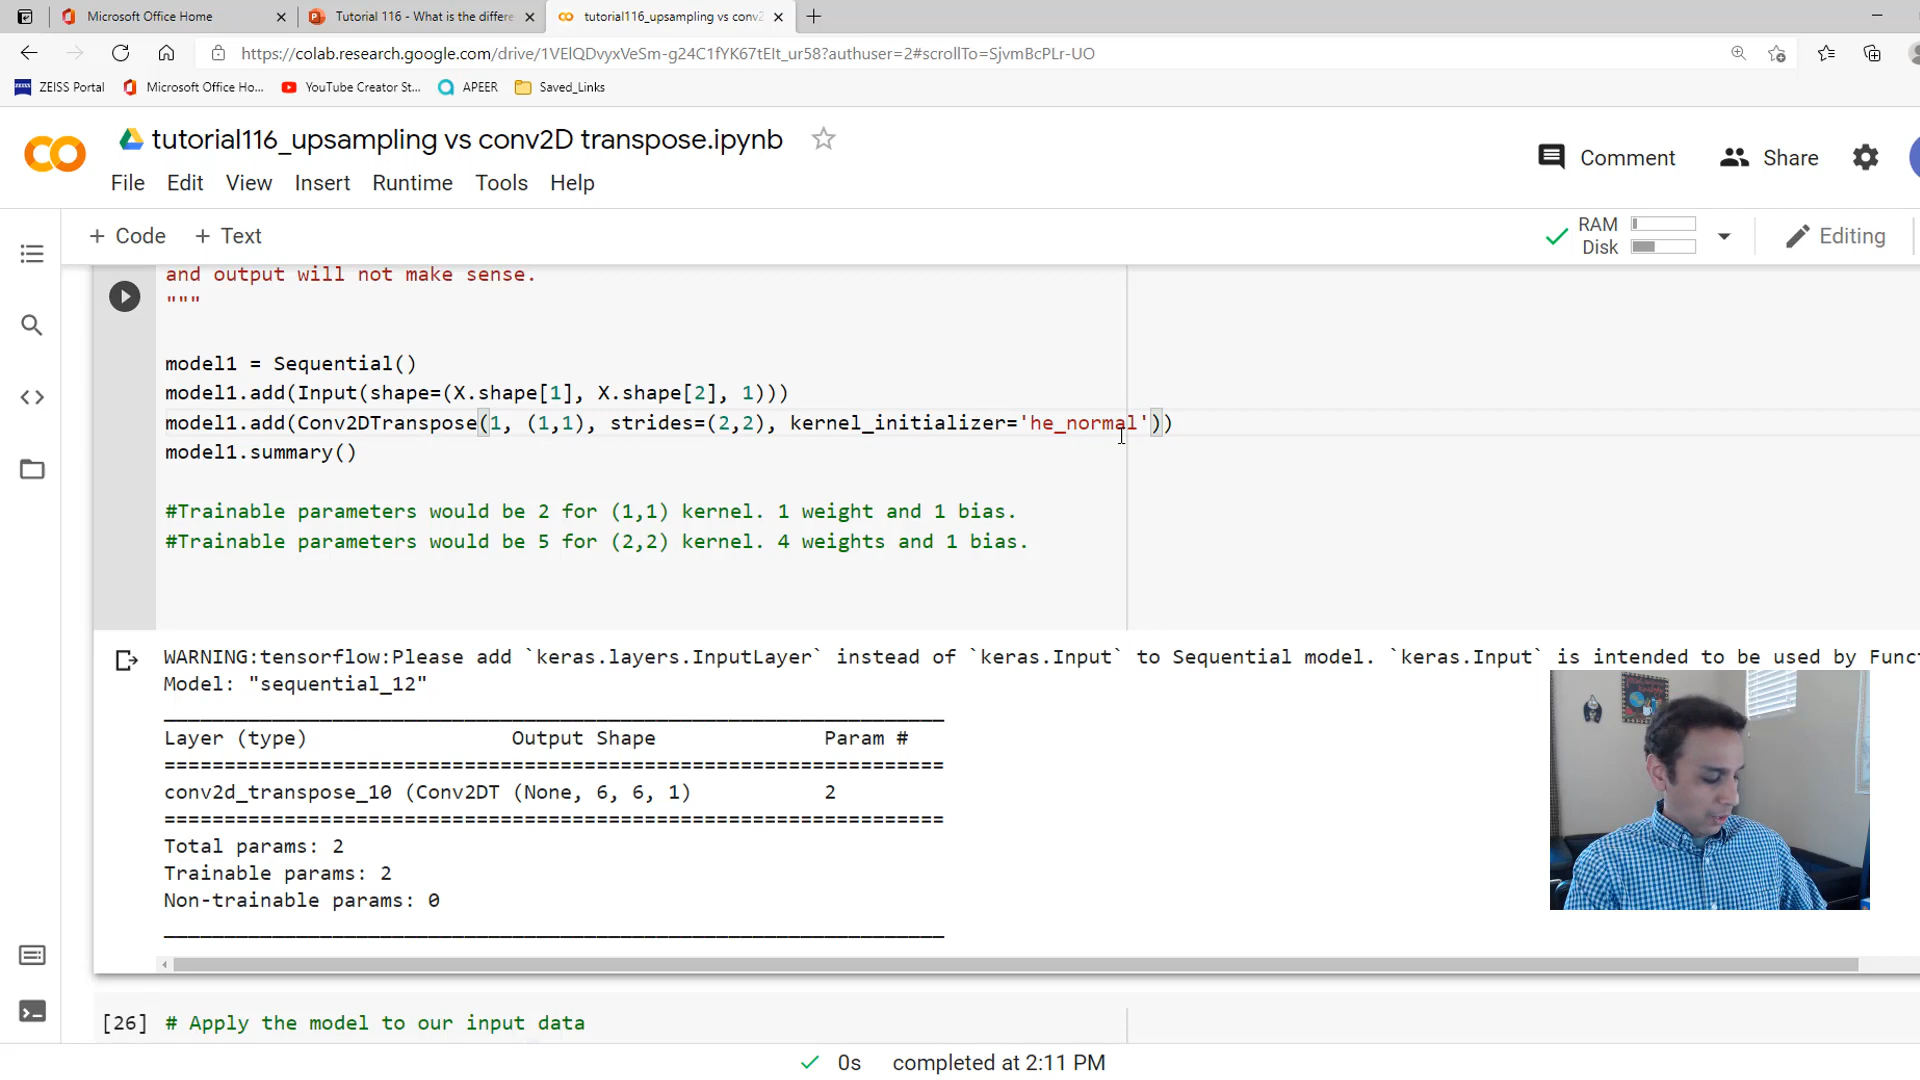 Microsoft Office Home
Tutorial 116 - What is the differe
tutorial116_upsampling vs conv2
https://colab.research.google.com/drive/1VElQDvyxVeSm-g24C1fYK67tEIt_ur58?authuser=2#scrollTo=SjvmBcPLr-UO
ZEISS Portal
Microsoft Office Ho...
YouTube Creator St...
APEER
Saved_Links
tutorial116_upsampling vs conv2D transpose.ipynb
Comment
Share
File Edit View Insert Runtime Tools Help
+ Code + Text
RAM
Disk
Editing
and output will not make sense.
"""
model1 = Sequential()
model1.add(Input(shape=(X.shape[1], X.shape[2], 1)))
model1.add(Conv2DTranspose(1, (1,1), strides=(2,2), kernel_initializer='he_normal'))
model1.summary()
#Trainable parameters would be 2 for (1,1) kernel. 1 weight and 1 bias.
#Trainable parameters would be 5 for (2,2) kernel. 4 weights and 1 bias.
WARNING:tensorflow:Please add `keras.layers.InputLayer` instead of `keras.Input` to Sequential model. `keras.Input` is intended to be used by Funct
Model: "sequential_12"
_________________________________________________________________
Layer (type) Output Shape Param #
=================================================================
conv2d_transpose_10 (Conv2DT (None, 6, 6, 1) 2
=================================================================
Total params: 2
Trainable params: 2
Non-trainable params: 0
_________________________________________________________________
[26] # Apply the model to our input data
0s completed at 2:11 PM